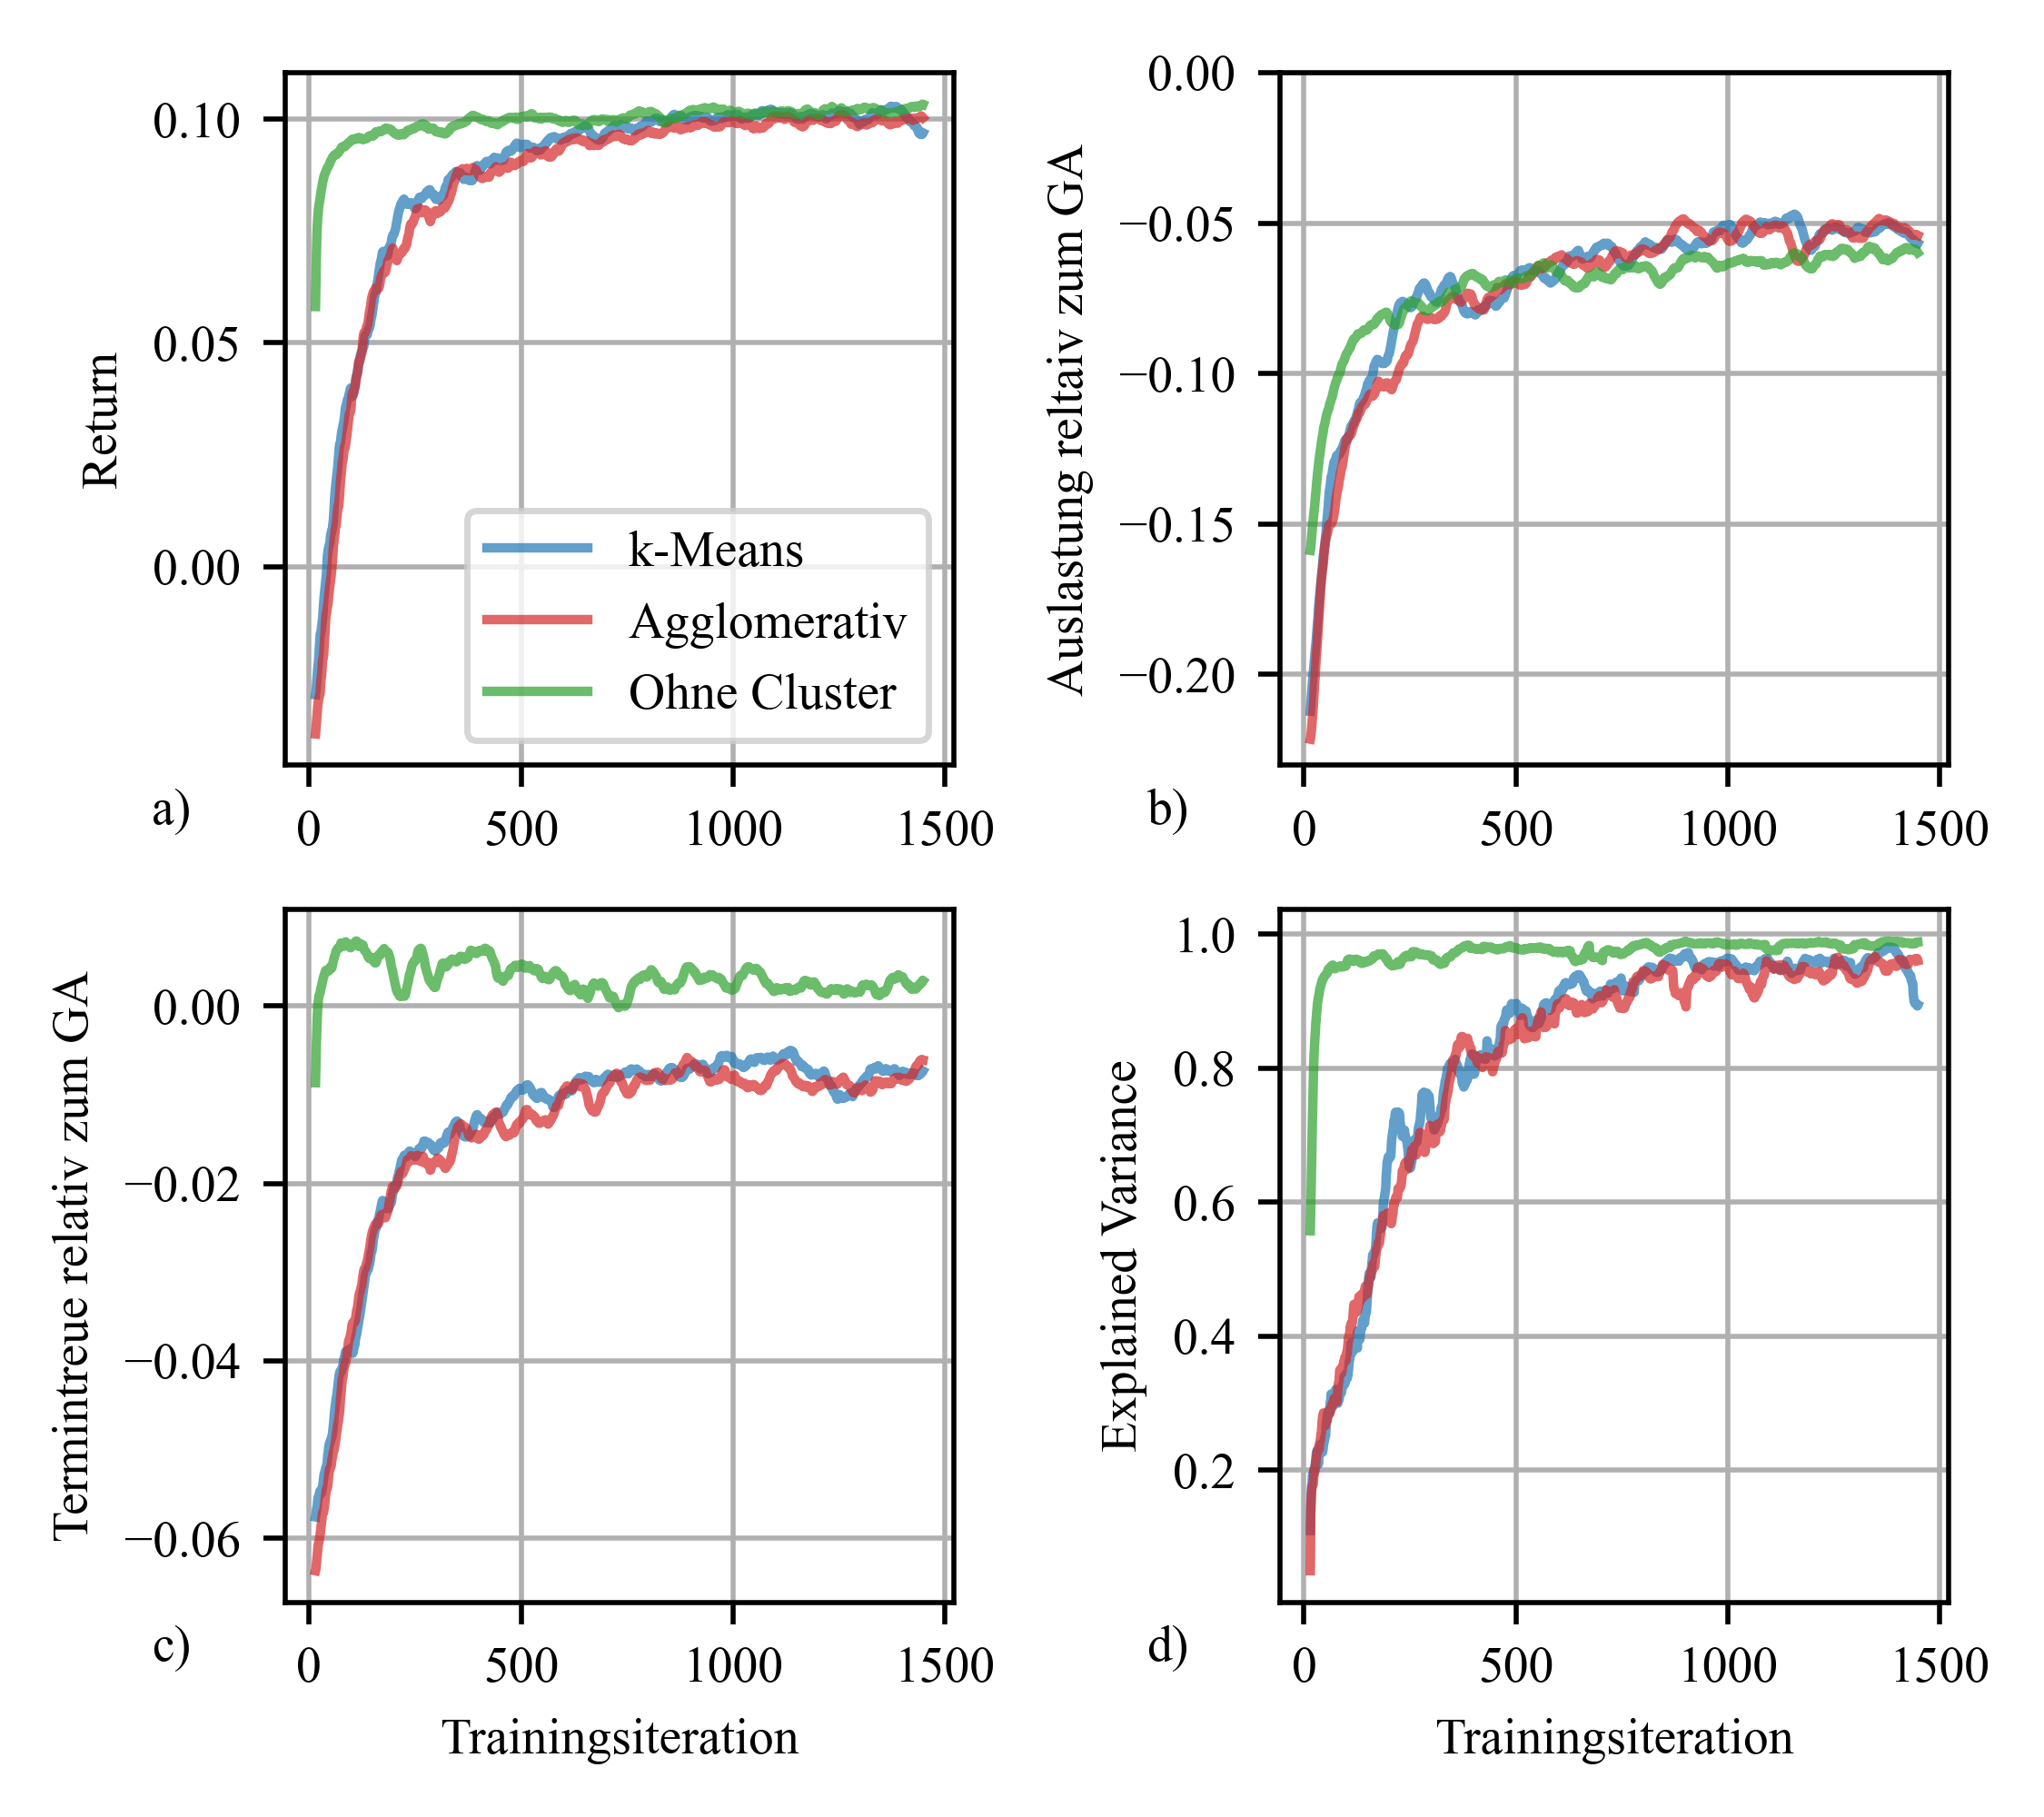 0.10
0.05
0.00
Return
k-Means
Agglomerativ
Ohne Cluster
a)
0
500
1000
1500
0.00
−0.05
−0.10
−0.15
−0.20
Auslastung reltaiv zum GA
b)
0
500
1000
1500
0.00
−0.02
−0.04
−0.06
Termintreue relativ zum GA
c)
0
500
1000
1500
Trainingsiteration
1.0
0.8
0.6
0.4
0.2
Explained Variance
d)
0
500
1000
1500
Trainingsiteration